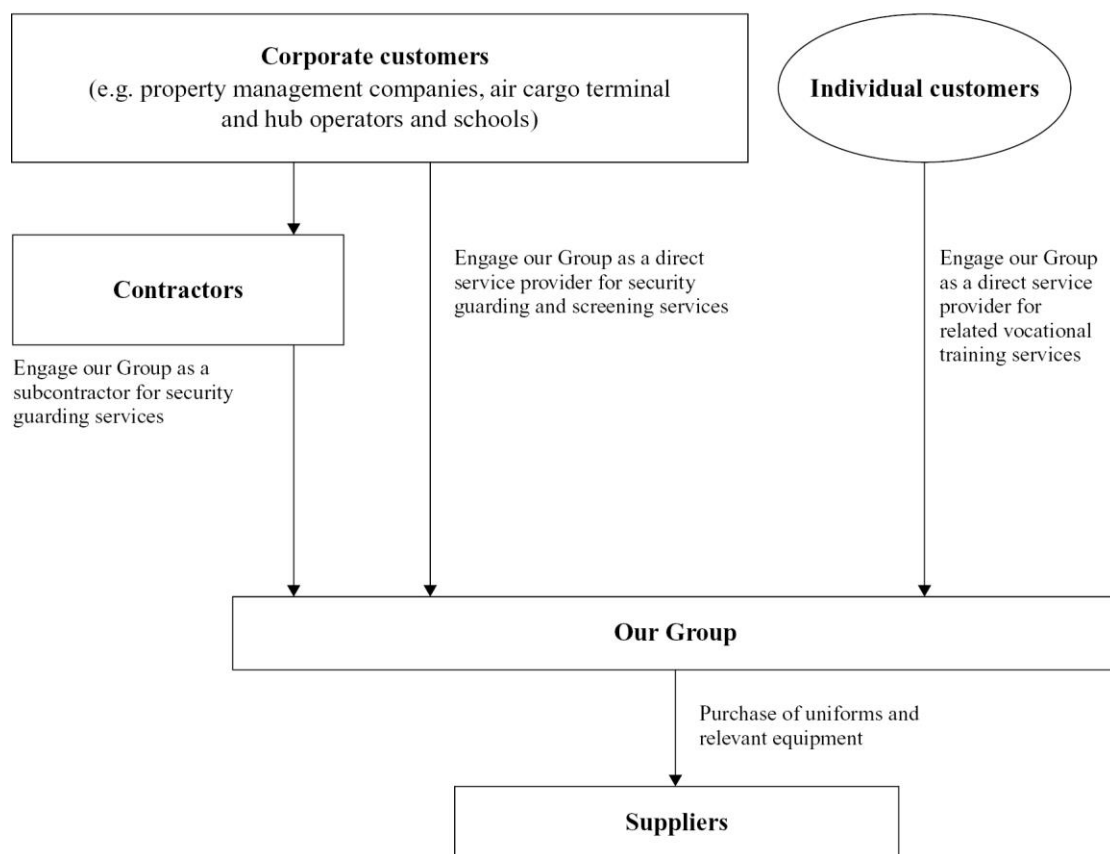 Corporate customers
(e.g. property management companies, air cargo terminal
and hub operators and schools)
Individual customers
Contractors
Engage our Group as a
subcontractor for security
guarding services
Engage our Group as a direct
service provider for security
guarding and screening services
Engage our Group
as a direct service
provider for
related vocational
training services
Our Group
Purchase of uniforms and
relevant equipment
Suppliers